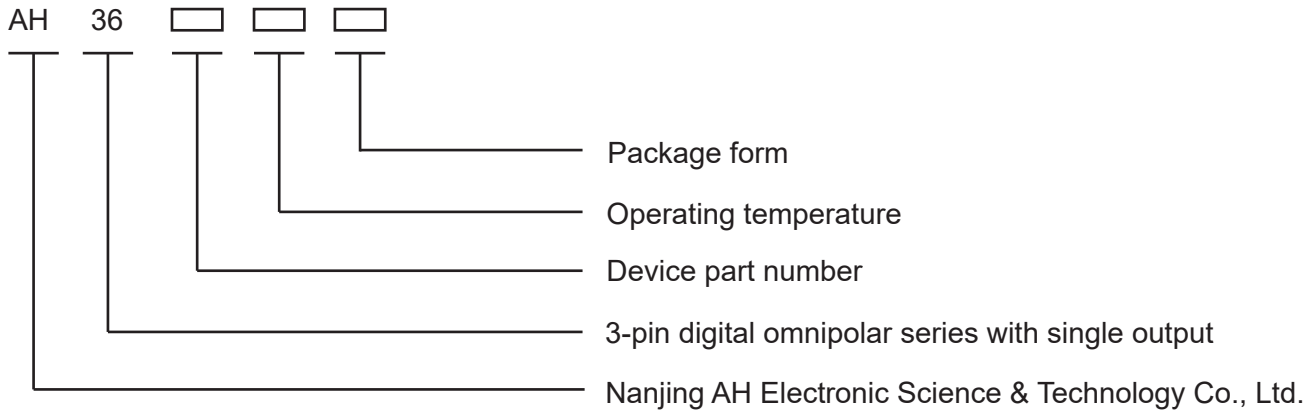 AH 36
Package form
Operating temperature
Device part number
3-pin digital omnipolar series with single output
Nanjing AH Electronic Science & Technology Co., Ltd.